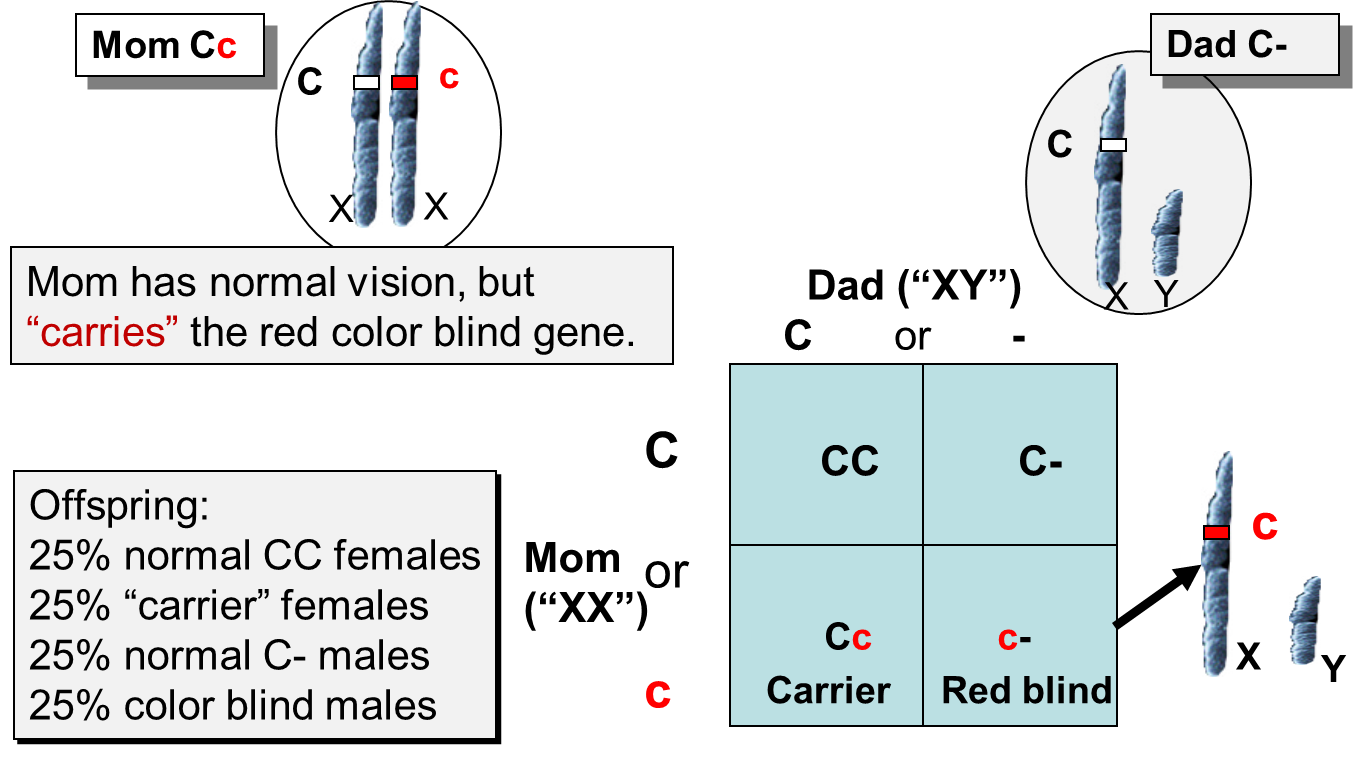 Mom Cc
C
c
X
X
Mom has normal vision, but
“carries” the red color blind gene.
Dad C-
C
X
Y
Dad (“XY”)
C or -
Mom
(“XX”)
C
or
c
CC
C-
Cc
Carrier
c-
Red blind
c
X
Y
Offspring:
25% normal CC females
25% “carrier” females
25% normal C- males
25% color blind males